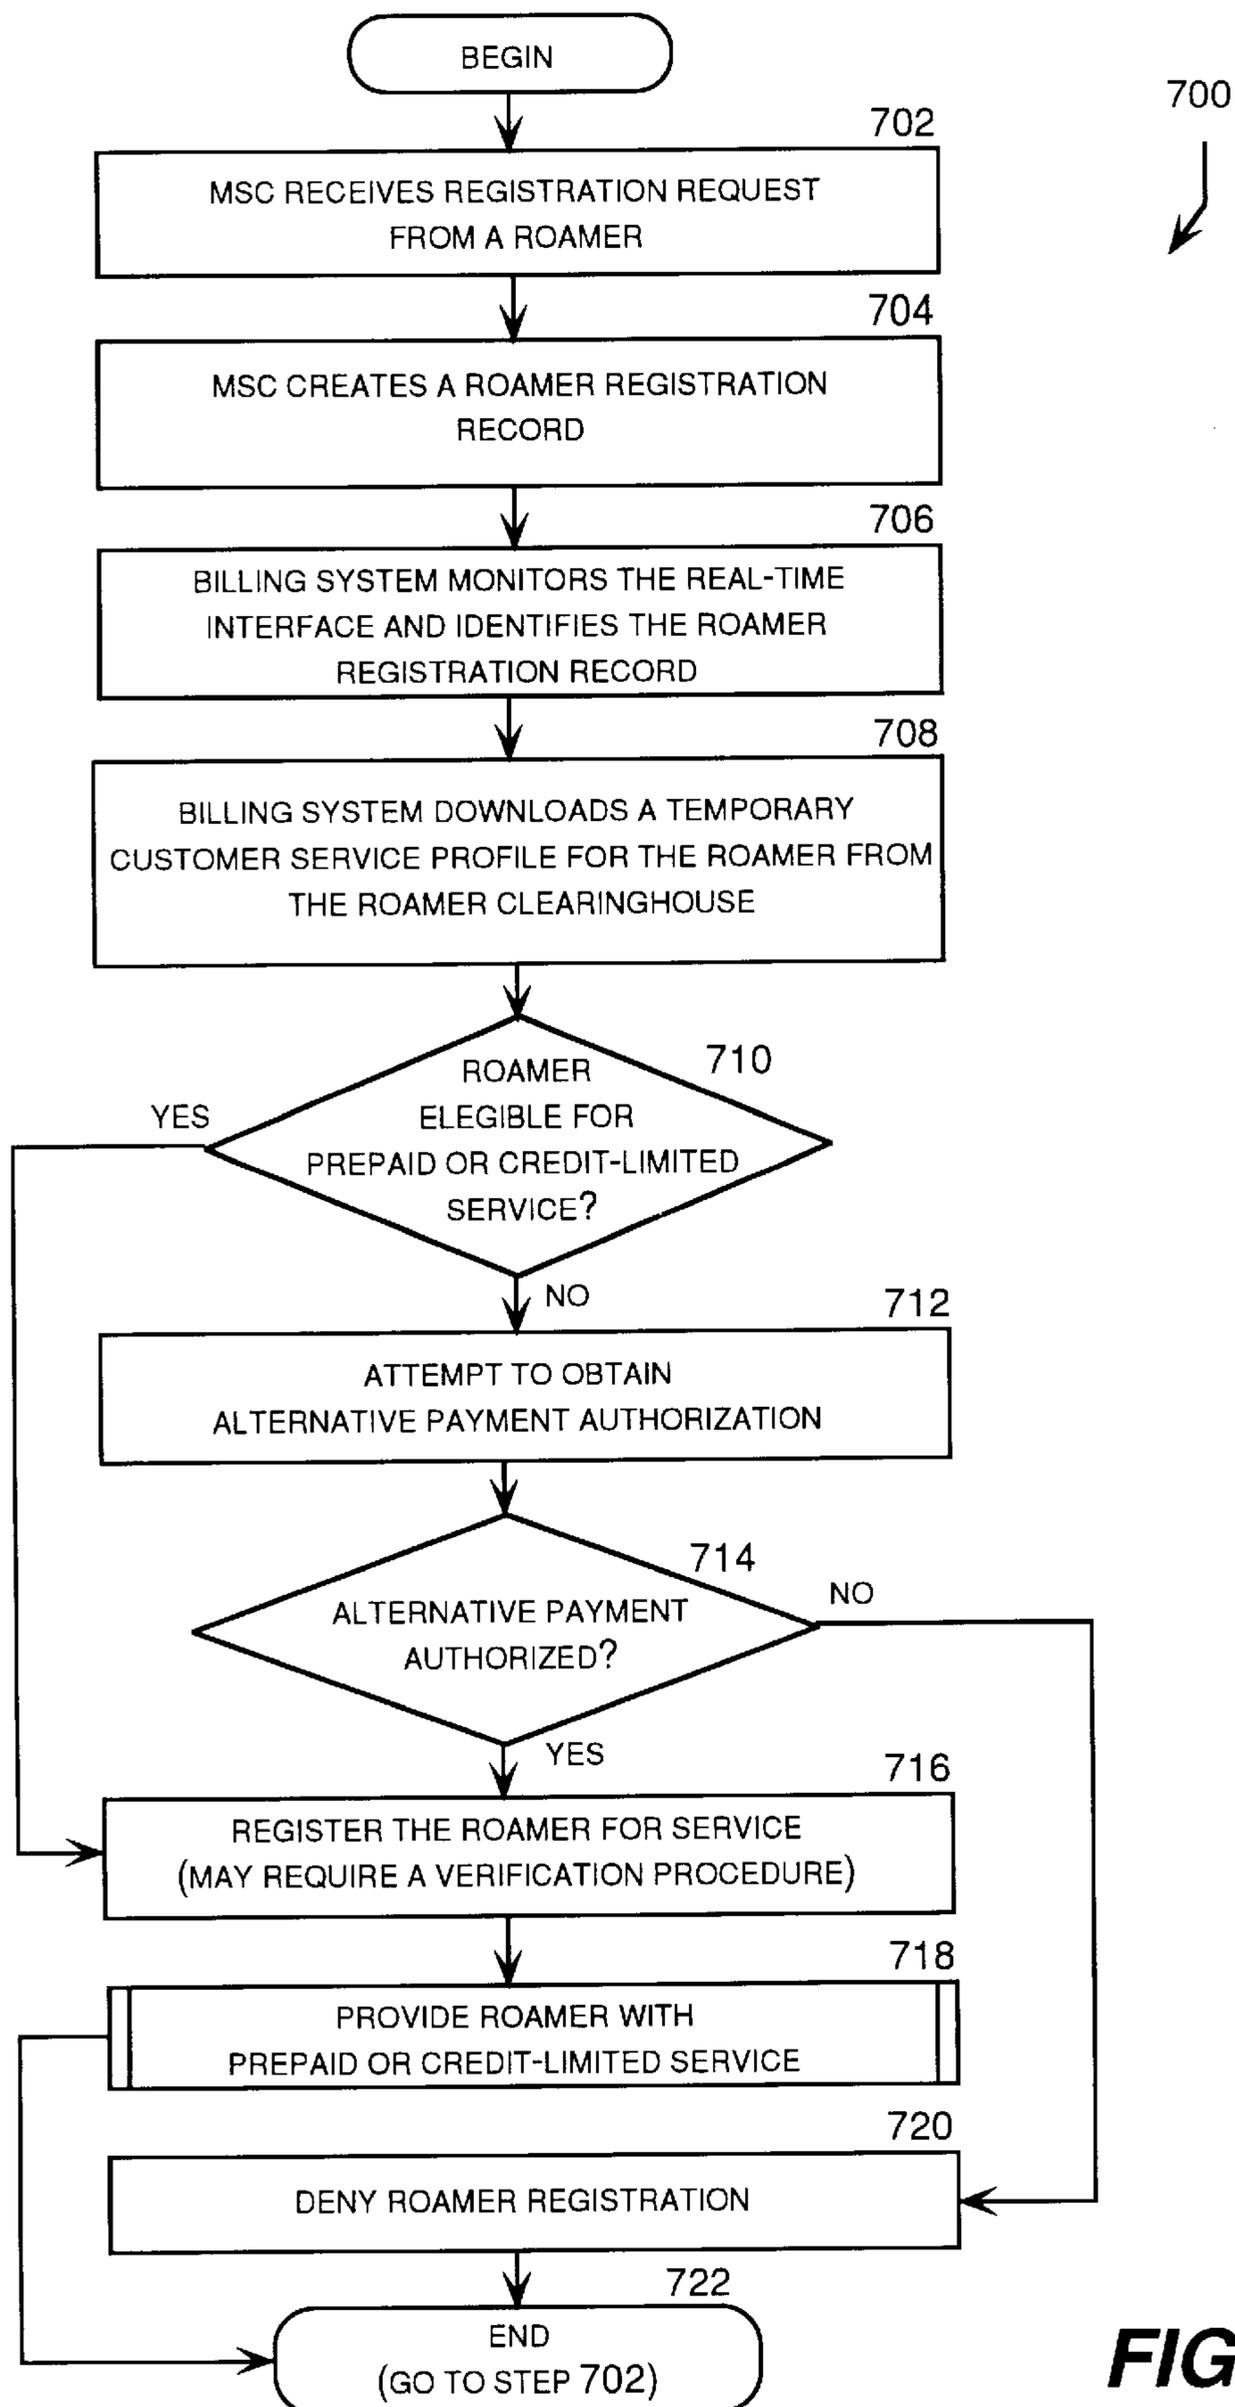 BEGIN
700
702
MSC RECEIVES REGISTRATION REQUEST
FROM A ROAMER
704
MSC CREATES A ROAMER REGISTRATION
RECORD
706
BILLING SYSTEM MONITORS THE REAL-TIME
INTERFACE AND IDENTIFIES THE ROAMER
REGISTRATION RECORD
708
BILLING SYSTEM DOWNLOADS A TEMPORARY
CUSTOMER SERVICE PROFILE FOR THE ROAMER FROM
THE ROAMER CLEARINGHOUSE
710
ROAMER
ELEGIBLE FOR
PREPAID OR CREDIT-LIMITED
SERVICE?
YES
NO
712
ATTEMPT TO OBTAIN
ALTERNATIVE PAYMENT AUTHORIZATION
714
ALTERNATIVE PAYMENT
AUTHORIZED?
NO
YES
716
REGISTER THE ROAMER FOR SERVICE
(MAY REQUIRE A VERIFICATION PROCEDURE)
718
PROVIDE ROAMER WITH
PREPAID OR CREDIT-LIMITED SERVICE
720
DENY ROAMER REGISTRATION
722
END
(GO TO STEP 702)
FIG